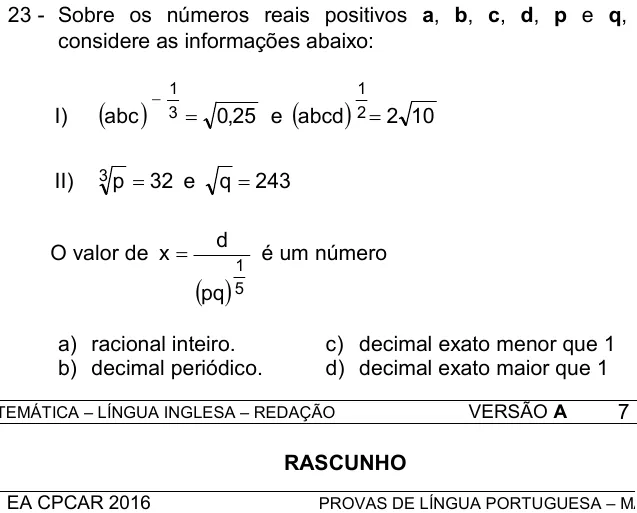 23 - Sobre os números reais positivos a, b, c, d, p e q,
considere as informações abaixo:
I) (abc)^(-1/3) = √0,25 e (abcd)^(1/2) = 2√10
II) ∛p = 32 e √q = 243
O valor de x = d/(pq)^(1/5) é um número
a) racional inteiro. c) decimal exato menor que 1
b) decimal periódico. d) decimal exato maior que 1
TEMÁTICA – LÍNGUA INGLESA – REDAÇÃO VERSÃO A 7
RASCUNHO
EA CPCAR 2016 PROVAS DE LÍNGUA PORTUGUESA – MA